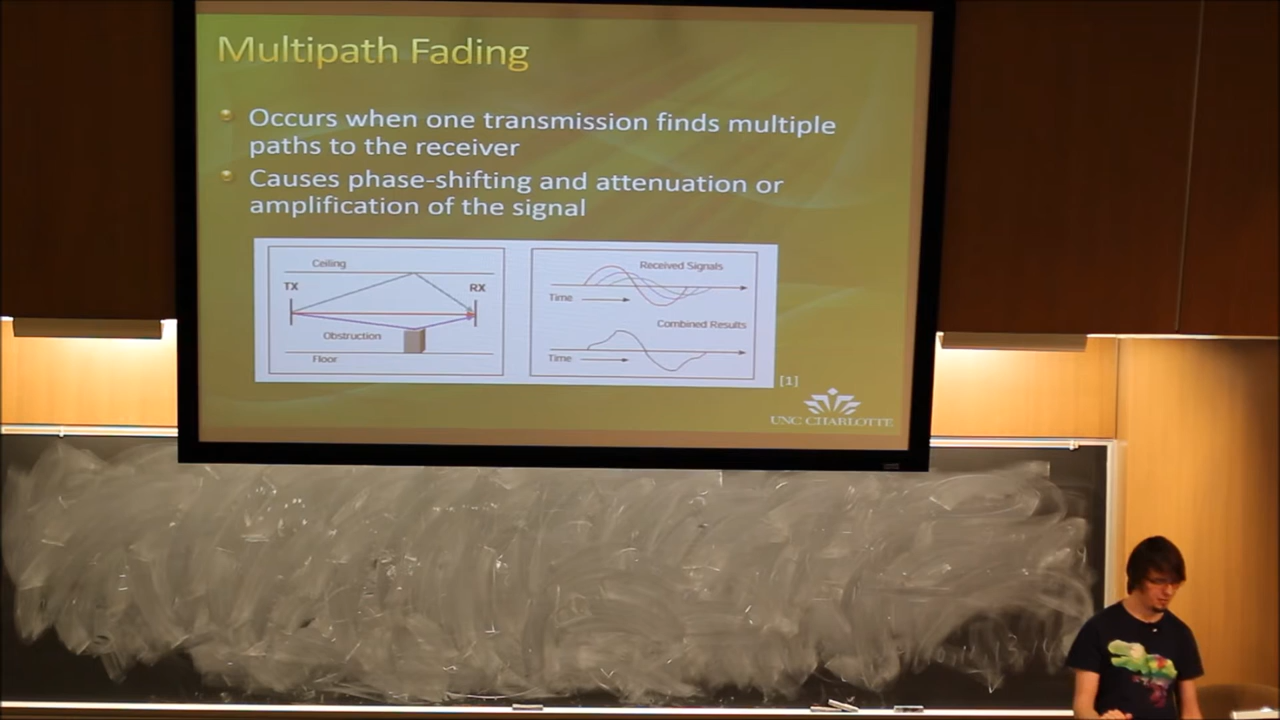 Multipath Fading
Occurs when one transmission finds multiple
paths to the receiver
Causes phase-shifting and attenuation or
amplification of the signal
Ceiling
TX
RX
Obstruction
Floor
Received Signals
Time
Combined Results
Time
[1]
UNC CHARLOTTE